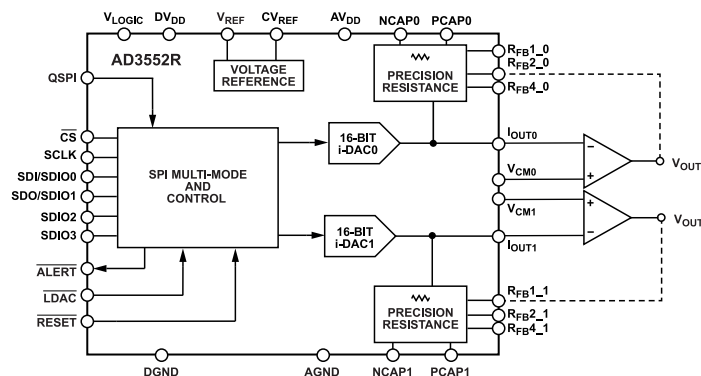 VLOGIC DVDD VREF CVREF AVDD NCAP0 PCAP0
AD3552R
QSPI
VOLTAGE
REFERENCE
PRECISION
RESISTANCE
RFB1_0
RFB2_0
RFB4_0
CS
SCLK
SDI/SDIO0
SDO/SDIO1
SDIO2
SDIO3
ALERT
LDAC
RESET
SPI MULTI-MODE
AND
CONTROL
16-BIT
i-DAC0
IOUT0
VCM0
VCM1
IOUT1
−
+
+
−
VOUT
VOUT
16-BIT
i-DAC1
PRECISION
RESISTANCE
RFB1_1
RFB2_1
RFB4_1
DGND AGND NCAP1 PCAP1